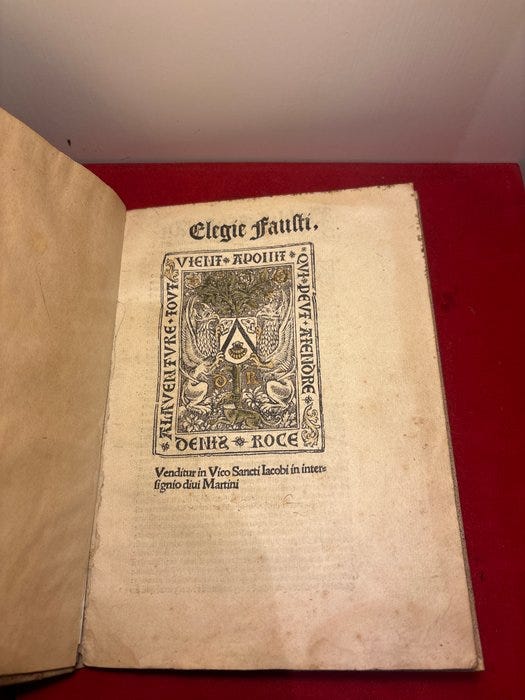 Elegie Fausti.
ALAVENTVRE * TOVT
VIENT * APOINT *
QVI * PEVT * ATENDRE
DENIS * ROCE
D R
Venditur in Vico Sancti Iacobi in inter-
signio diui Martini